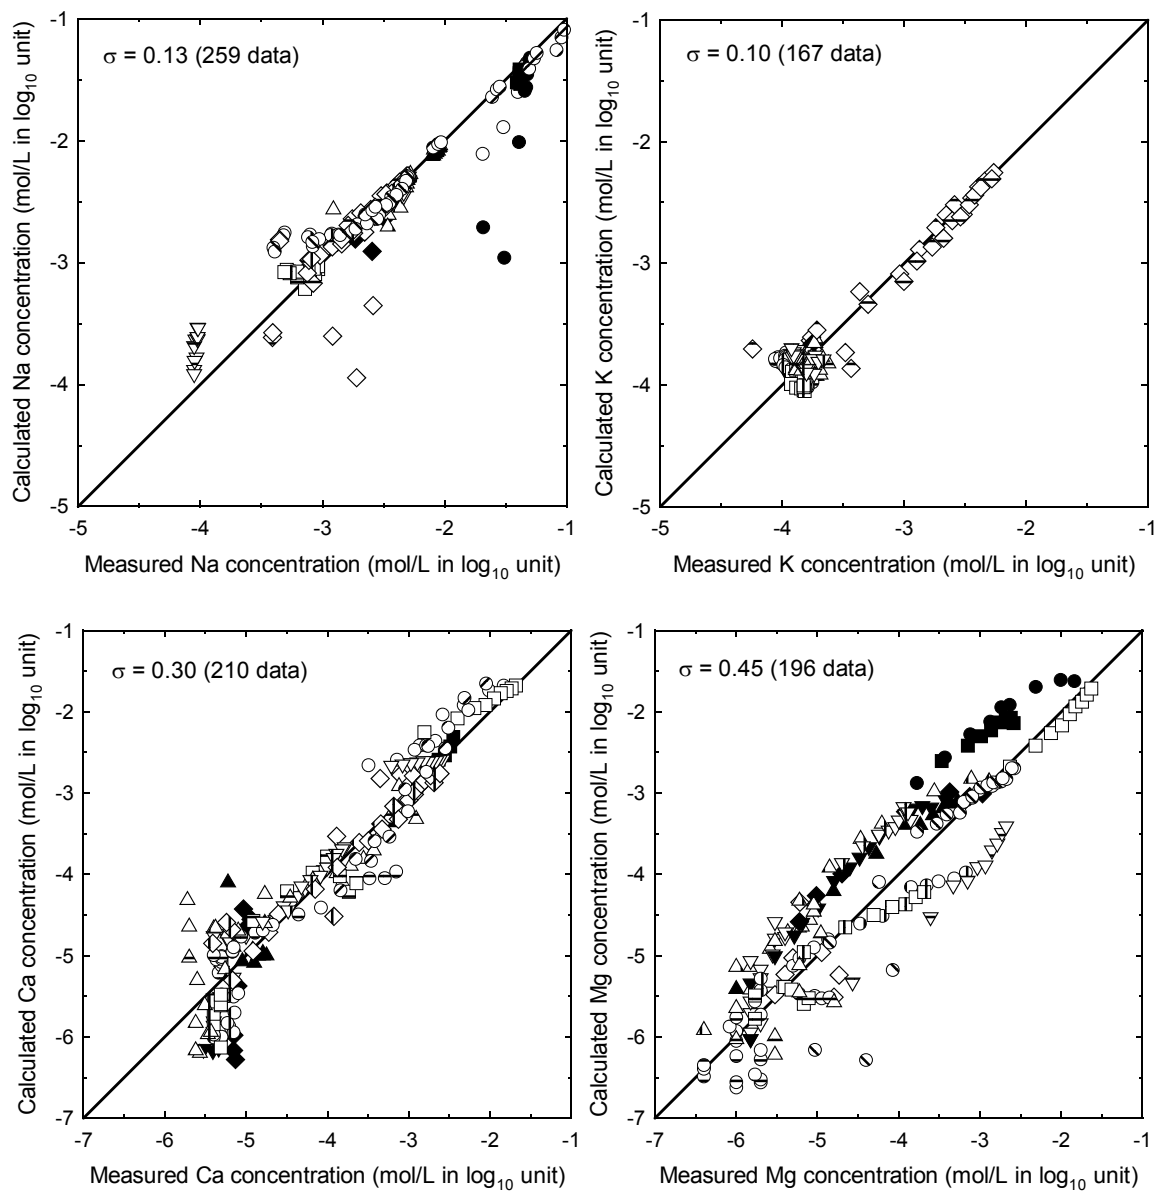 σ = 0.13 (259 data)
Calculated Na concentration (mol/L in log10 unit)
-1
-2
-3
-4
-5
-5 -4 -3 -2 -1
Measured Na concentration (mol/L in log10 unit)
σ = 0.10 (167 data)
Calculated K concentration (mol/L in log10 unit)
-1
-2
-3
-4
-5
-5 -4 -3 -2 -1
Measured K concentration (mol/L in log10 unit)
σ = 0.30 (210 data)
Calculated Ca concentration (mol/L in log10 unit)
-1
-2
-3
-4
-5
-6
-7
-7 -6 -5 -4 -3 -2 -1
Measured Ca concentration (mol/L in log10 unit)
σ = 0.45 (196 data)
Calculated Mg concentration (mol/L in log10 unit)
-1
-2
-3
-4
-5
-6
-7
-7 -6 -5 -4 -3 -2 -1
Measured Mg concentration (mol/L in log10 unit)